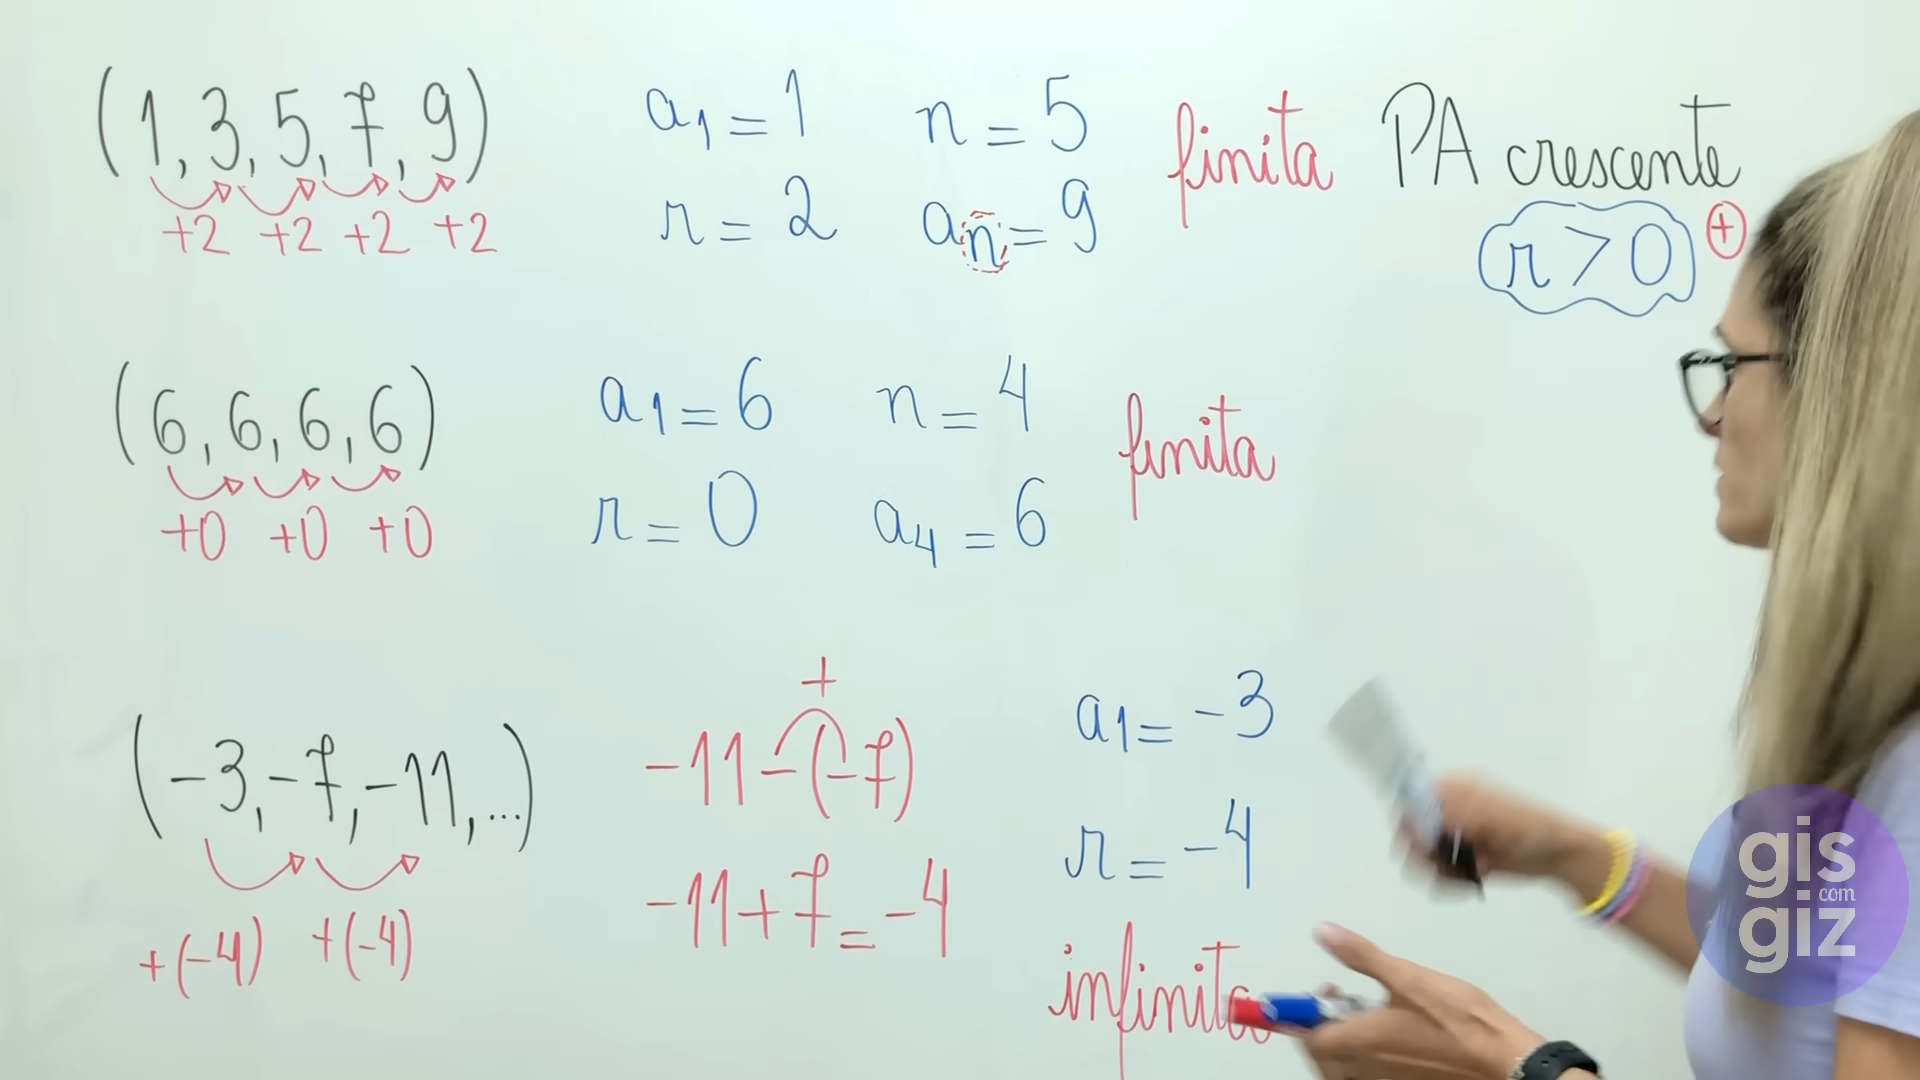 (1, 3, 5, 7, 9)
+2 +2 +2 +2
a1 = 1 n = 5
r = 2 an = 9
finita
PA crescente
r > 0 +
(6, 6, 6, 6)
+0 +0 +0
a1 = 6 n = 4
r = 0 a4 = 6
finita
(-3, -7, -11, ...)
+(-4) +(-4)
+
-11 -(-7)
-11 + 7 = -4
a1 = -3
r = -4
infinita
gis
com
giz